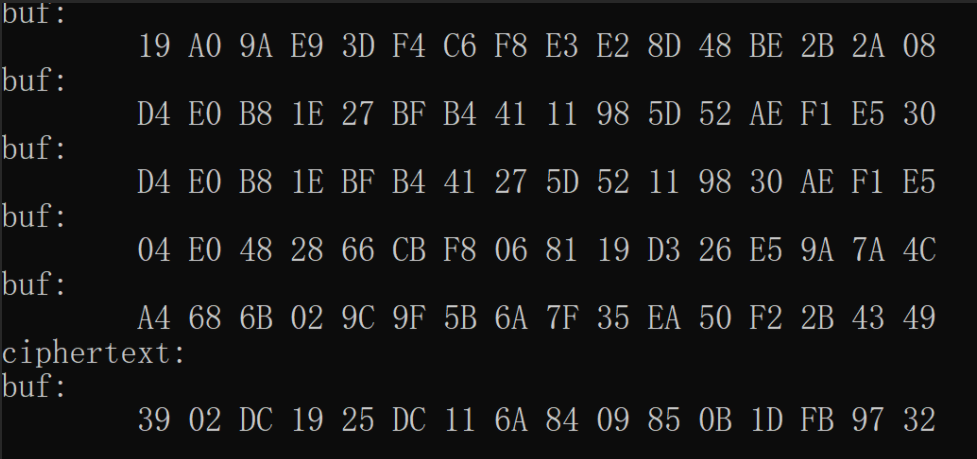 buf:
19 A0 9A E9 3D F4 C6 F8 E3 E2 8D 48 BE 2B 2A 08
buf:
D4 E0 B8 1E 27 BF B4 41 11 98 5D 52 AE F1 E5 30
buf:
D4 E0 B8 1E BF B4 41 27 5D 52 11 98 30 AE F1 E5
buf:
04 E0 48 28 66 CB F8 06 81 19 D3 26 E5 9A 7A 4C
buf:
A4 68 6B 02 9C 9F 5B 6A 7F 35 EA 50 F2 2B 43 49
ciphertext:
buf:
39 02 DC 19 25 DC 11 6A 84 09 85 0B 1D FB 97 32